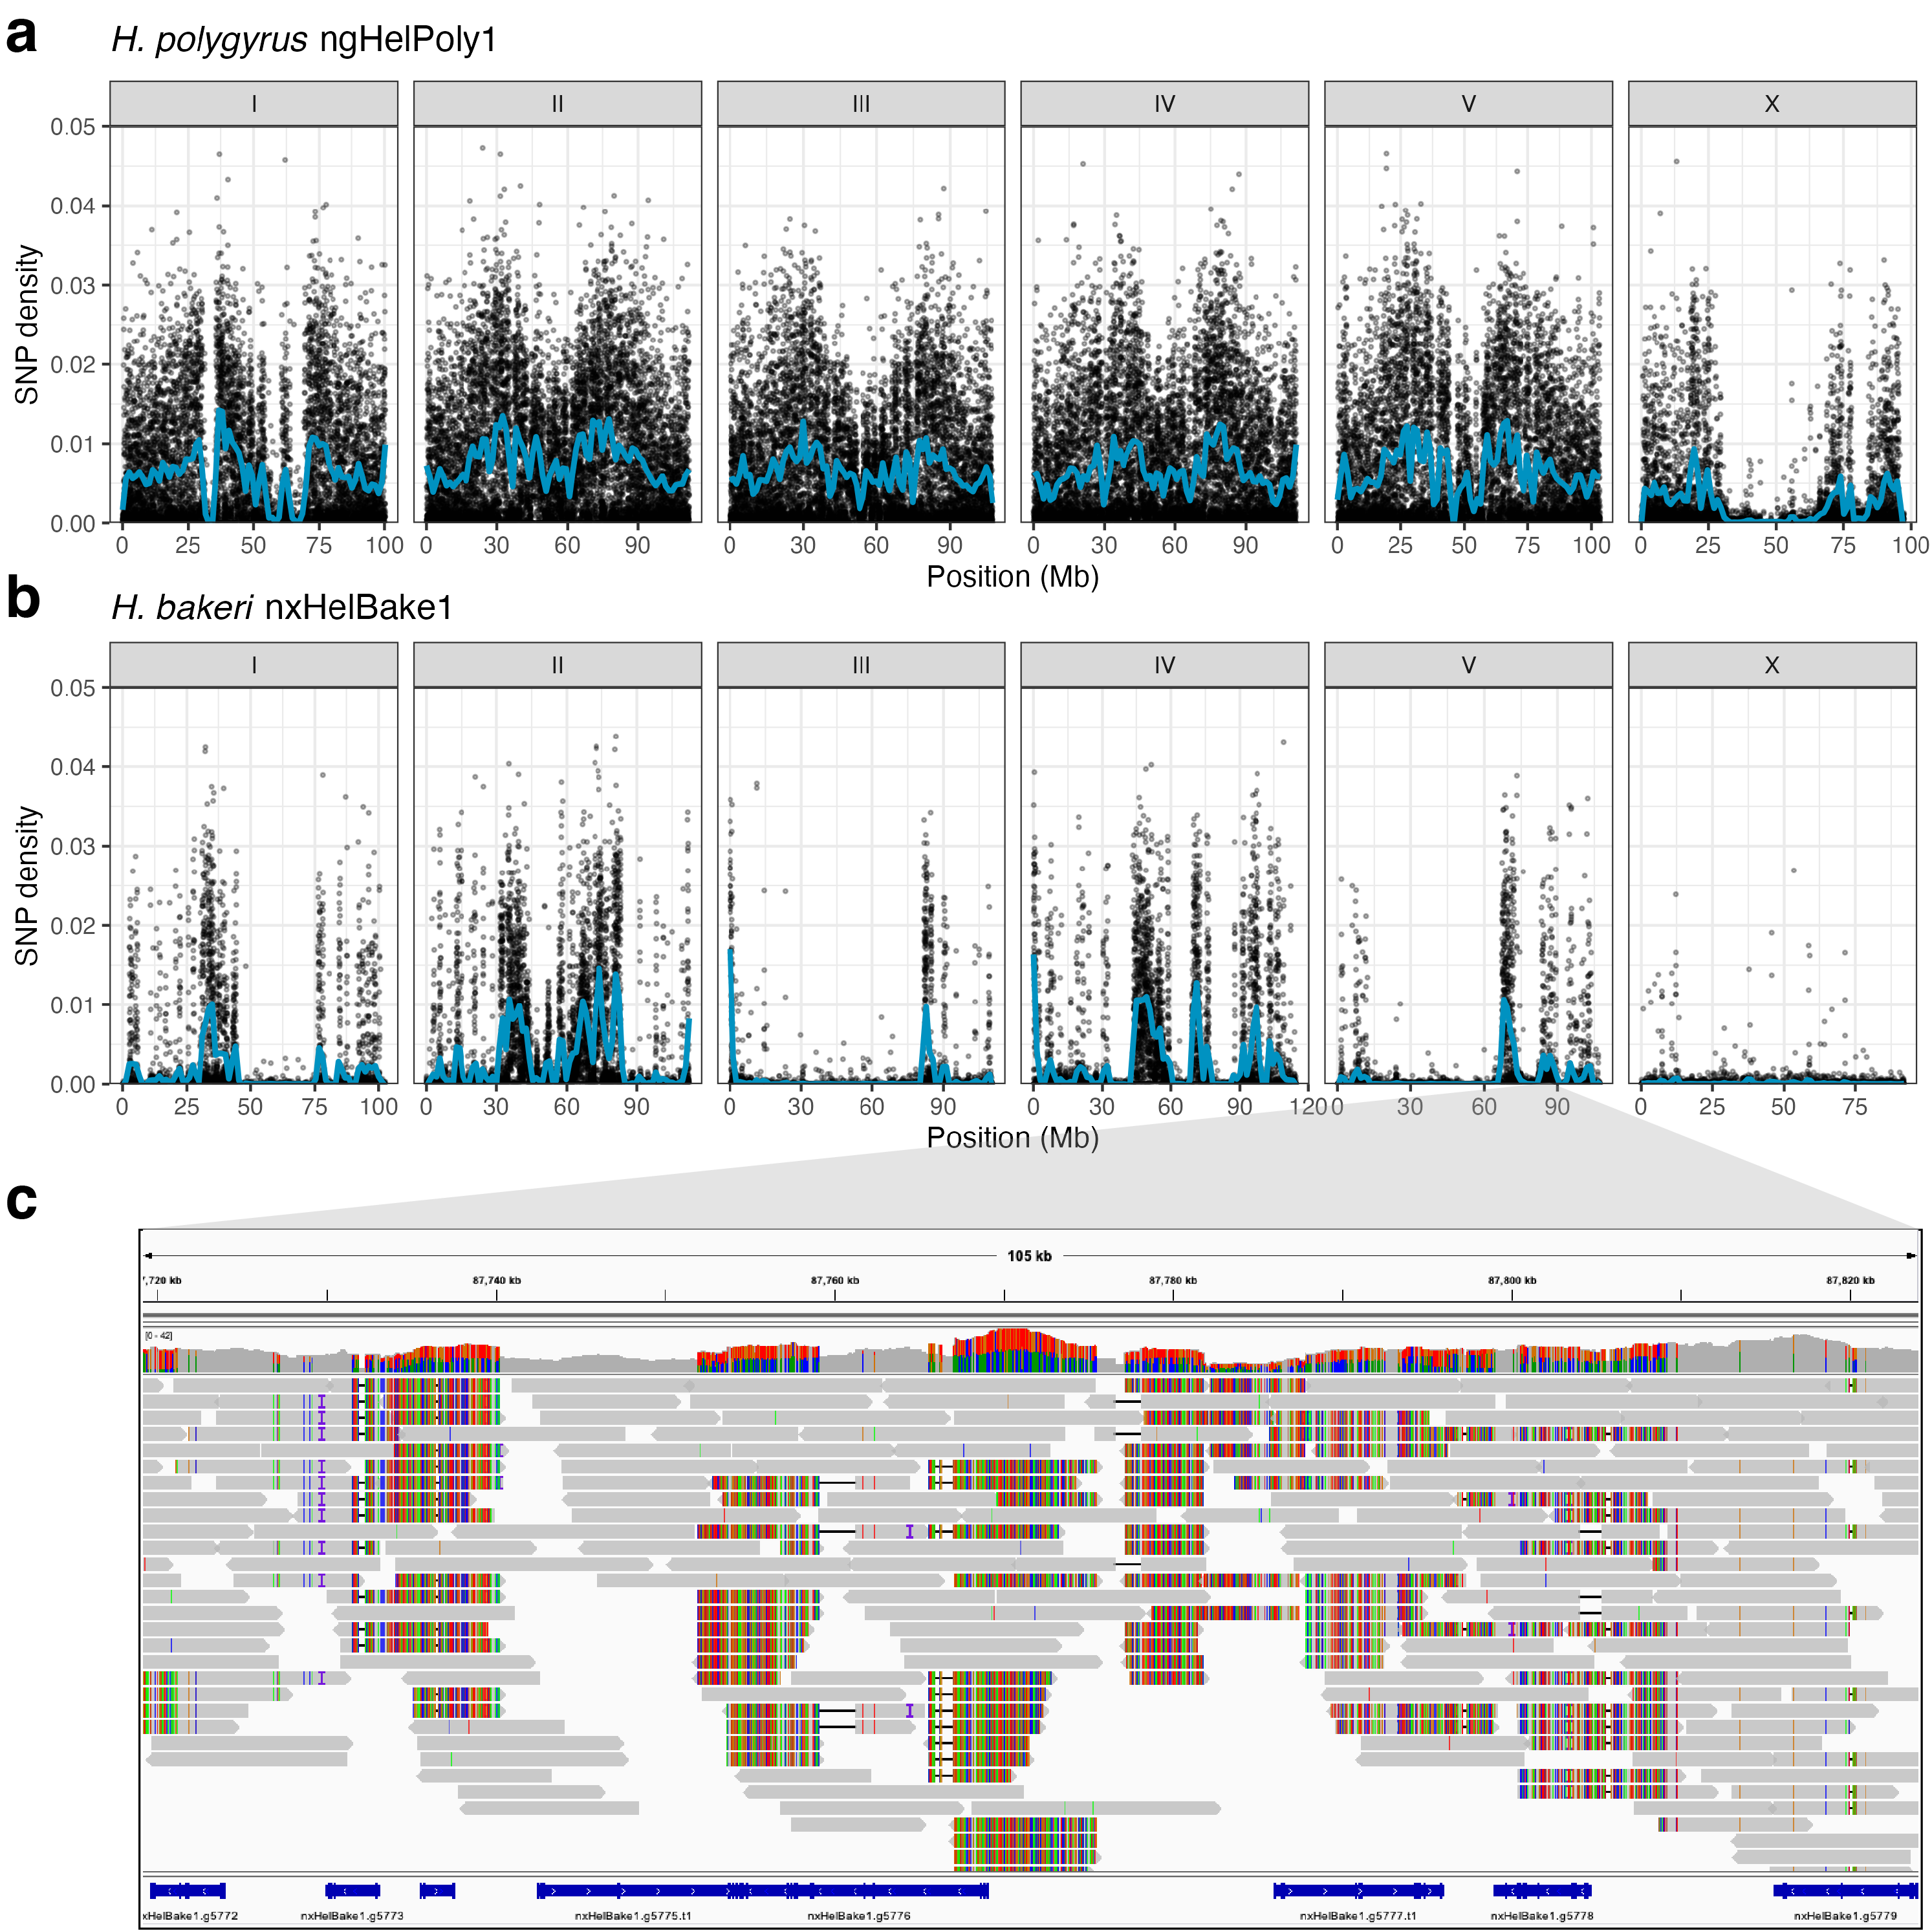 a
H. polygyrus ngHelPoly1
I II III IV V X
SNP density
0.05
0.04
0.03
0.02
0.01
0.00
0 25 50 75 100 0 30 60 90 0 30 60 90 0 30 60 90 0 25 50 75 100 0 25 50 75 100
Position (Mb)
b
H. bakeri nxHelBake1
I II III IV V X
SNP density
0.05
0.04
0.03
0.02
0.01
0.00
0 25 50 75 100 0 30 60 90 0 30 60 90 0 30 60 90 120 0 30 60 90 0 25 50 75
Position (Mb)
c
105 kb
7,720 kb 87,740 kb 87,760 kb 87,780 kb 87,800 kb 87,820 kb
[0 - 42]
xHelBake1.g5772 nxHelBake1.g5773 nxHelBake1.g5775.t1 nxHelBake1.g5776 nxHelBake1.g5777.t1 nxHelBake1.g5778 nxHelBake1.g5779